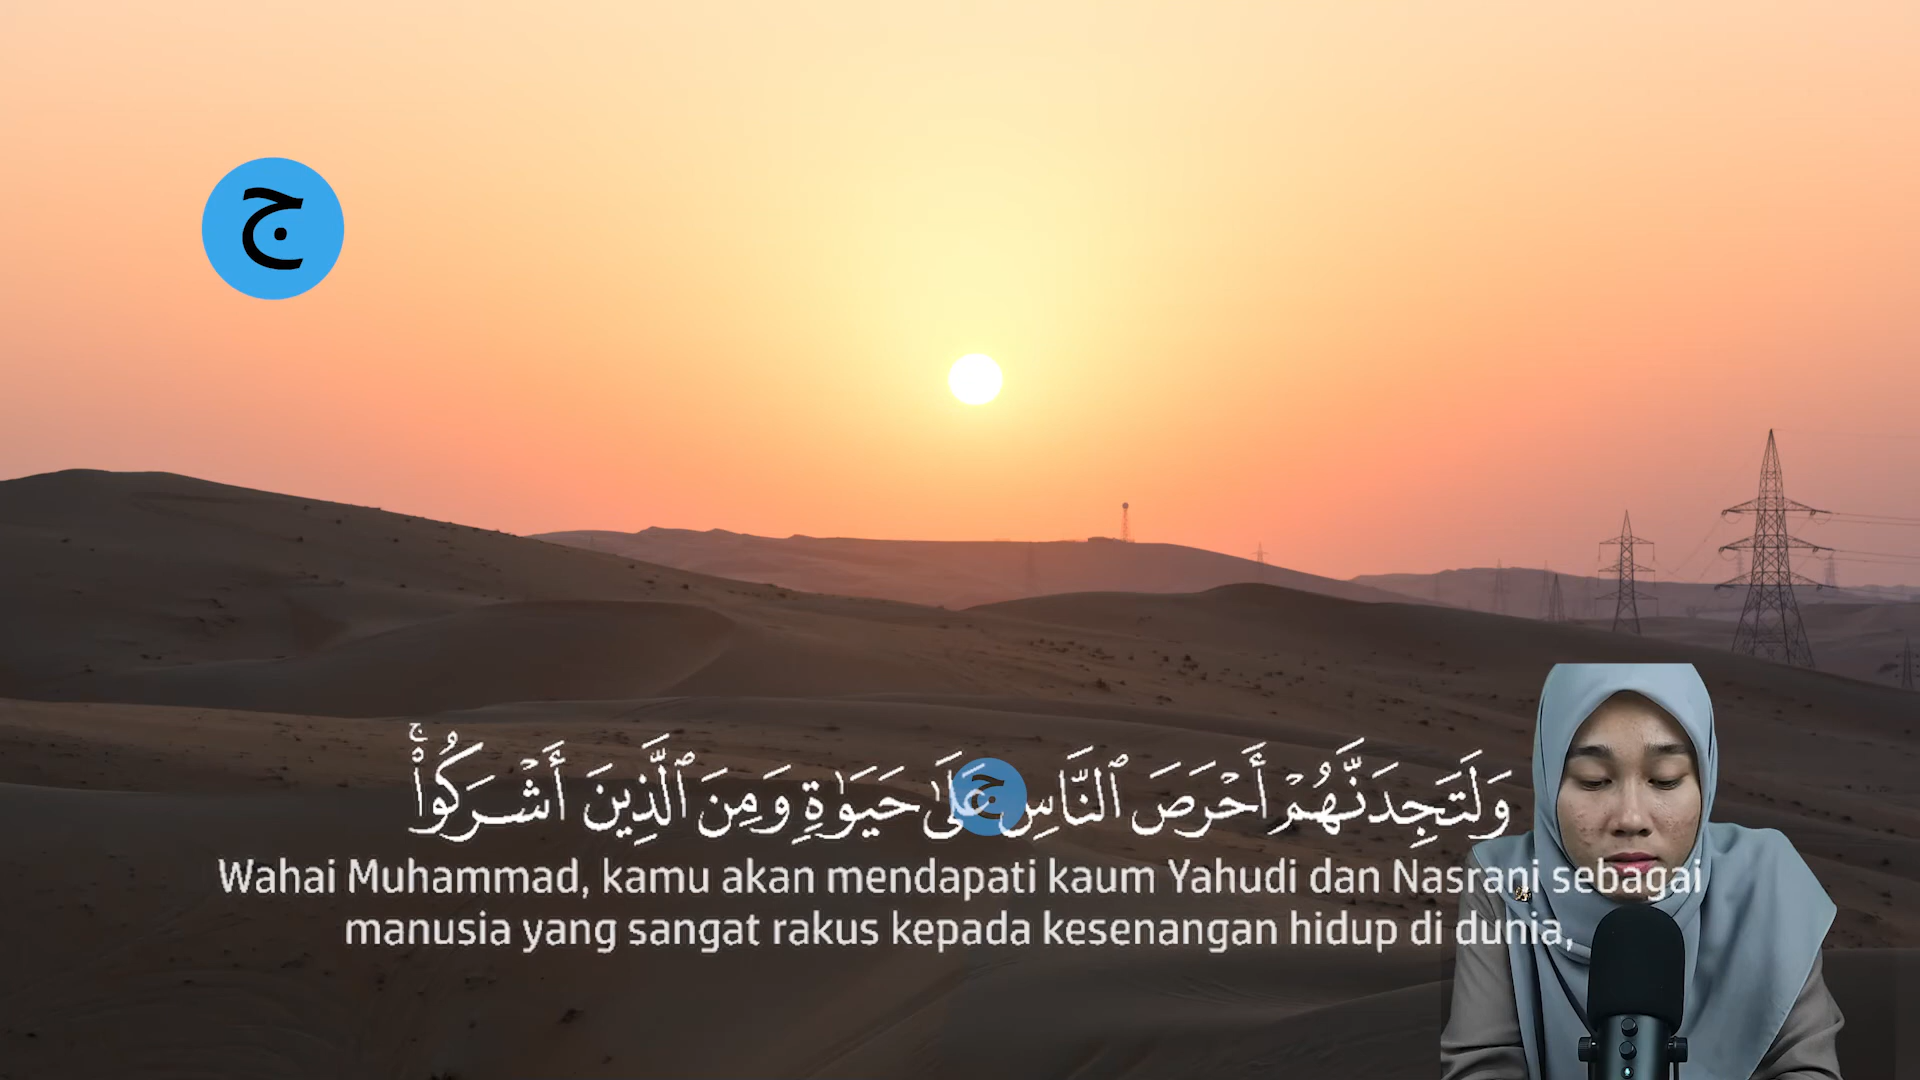 ج
وَلَتَجِدَنَّهُمْ أَحْرَصَ ٱلنَّاسِ عَلَىٰ حَيَوٰةٍ وَمِنَ ٱلَّذِينَ أَشْرَكُوا۟ ۚ
ج
Wahai Muhammad, kamu akan mendapati kaum Yahudi dan Nasrani sebagai
manusia yang sangat rakus kepada kesenangan hidup di dunia,